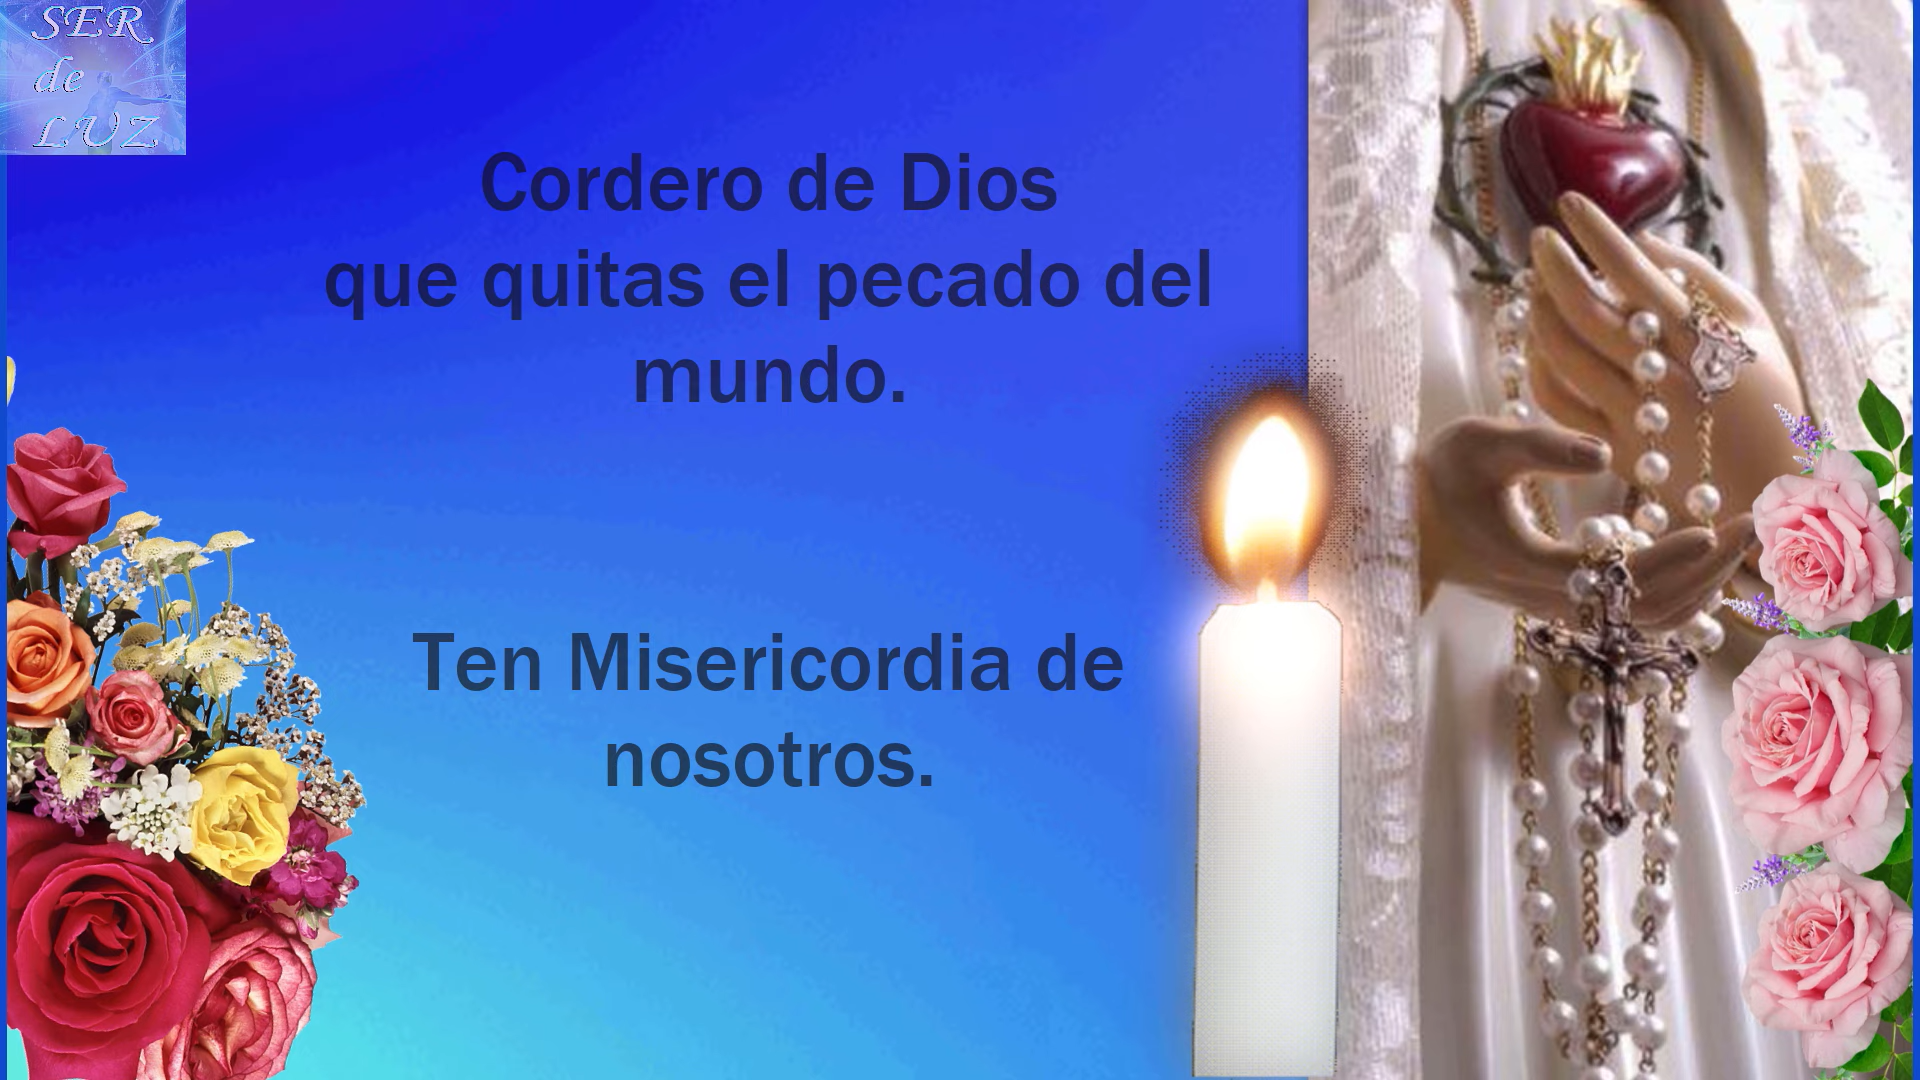 SER
de
LUZ
Cordero de Dios
que quitas el pecado del
mundo.
Ten Misericordia de
nosotros.